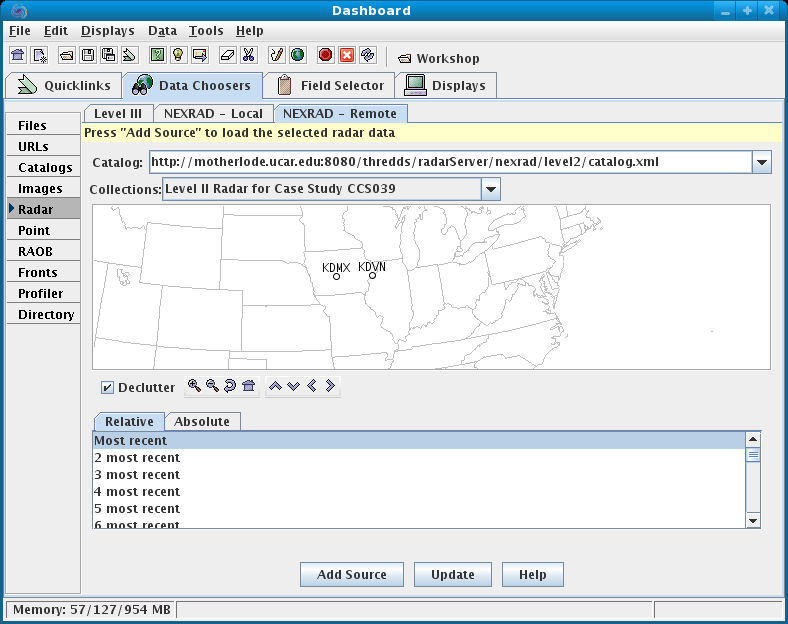 Dashboard
File Edit Displays Data Tools Help
Workshop
Quicklinks Data Choosers Field Selector Displays
Level III NEXRAD - Local NEXRAD - Remote
Press "Add Source" to load the selected radar data
Files
URLs
Catalogs
Images
Radar
Point
RAOB
Fronts
Profiler
Directory
Catalog: http://motherlode.ucar.edu:8080/thredds/radarServer/nexrad/level2/catalog.xml
Collections: Level II Radar for Case Study CCS039
KDMX KDVN
Declutter
Relative Absolute
Most recent
2 most recent
3 most recent
4 most recent
5 most recent
6 most recent
Add Source Update Help
Memory: 57/127/954 MB